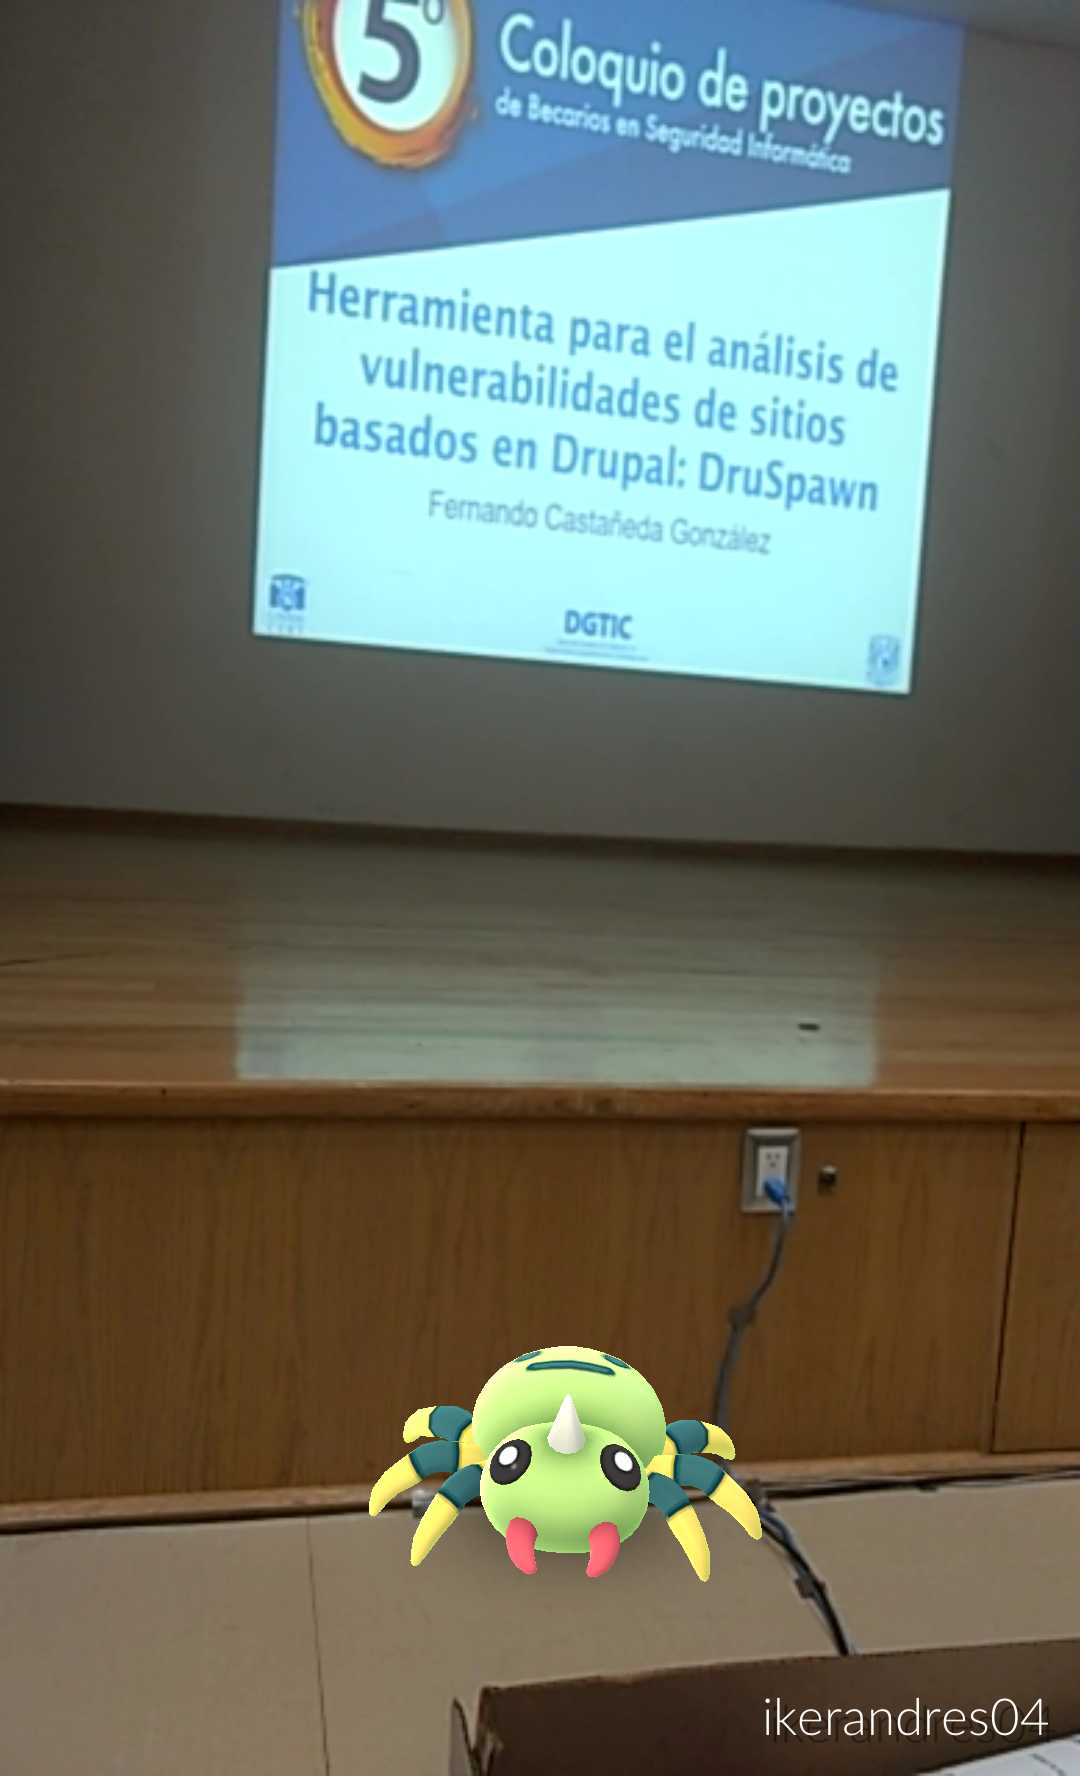 5°
Coloquio de proyectos
de Becarios en Seguridad Informática
Herramienta para el análisis de
vulnerabilidades de sitios
basados en Drupal: DruSpawn
Fernando Castañeda González
DGTIC
ikerandres04